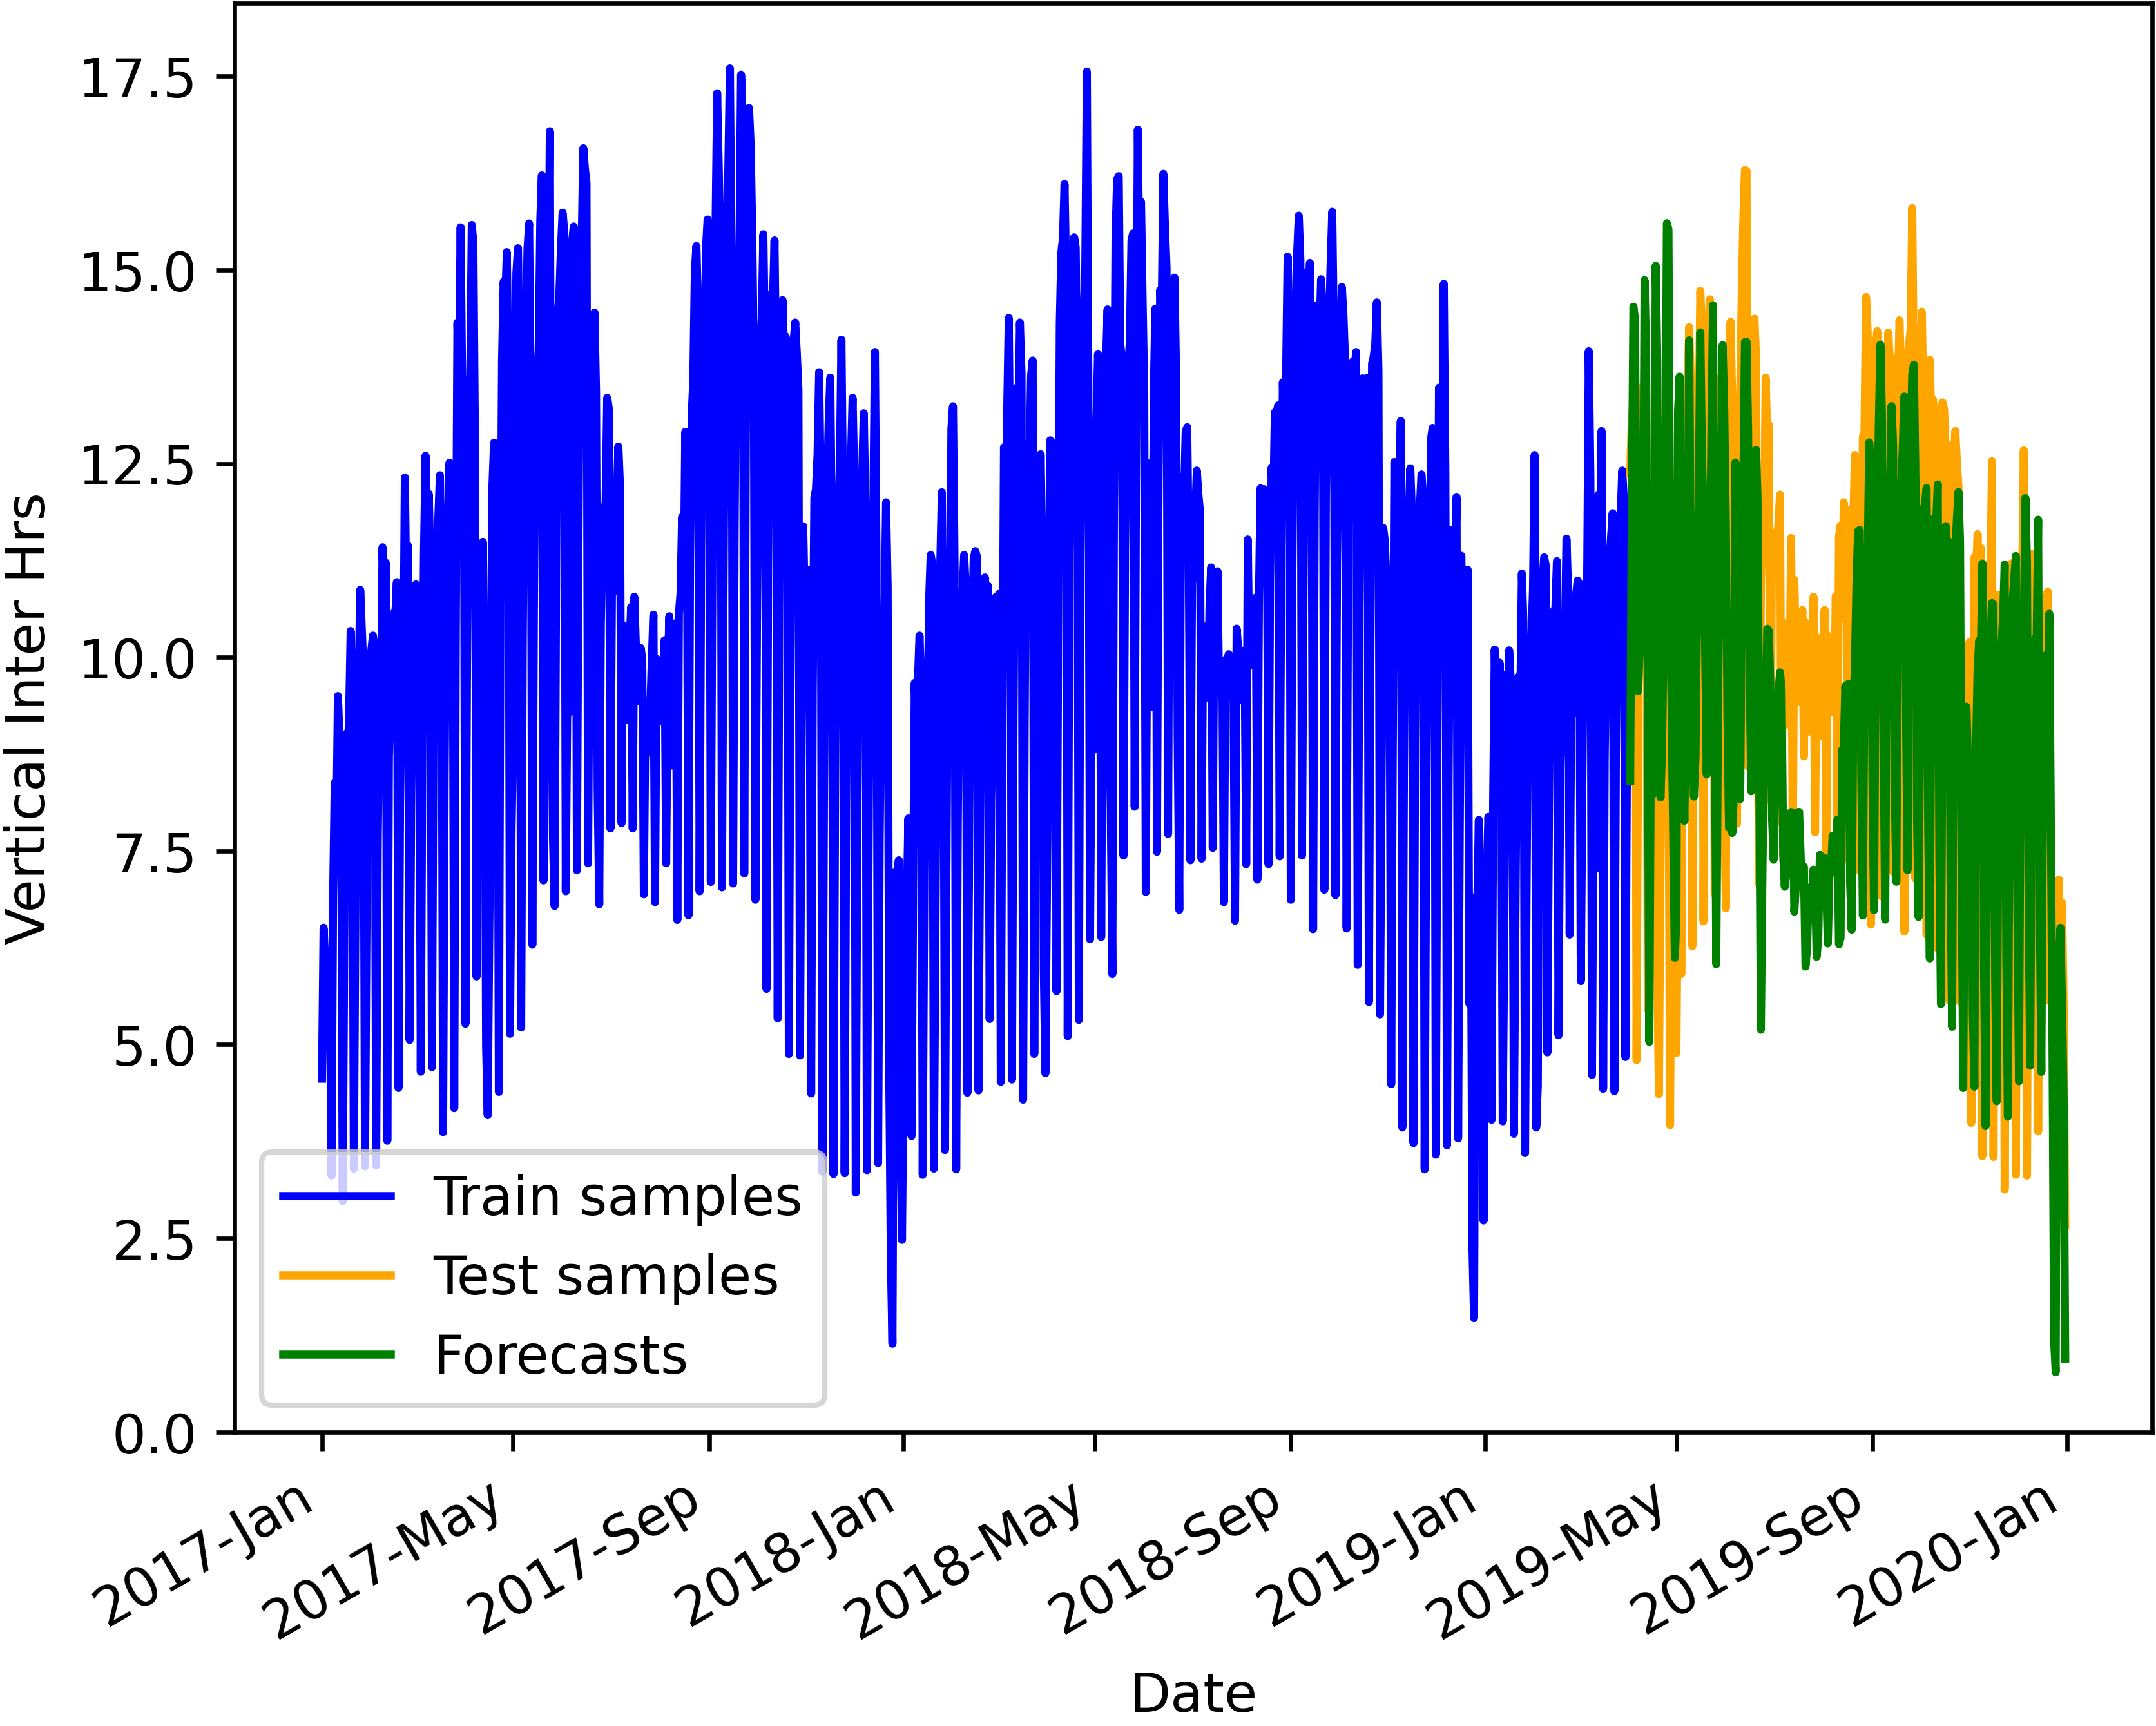 17.5
15.0
12.5
10.0
7.5
5.0
2.5
0.0
Vertical Inter Hrs
Train samples
Test samples
Forecasts
2017-Jan
2017-May
2017-Sep
2018-Jan
2018-May
2018-Sep
2019-Jan
2019-May
2019-Sep
2020-Jan
Date